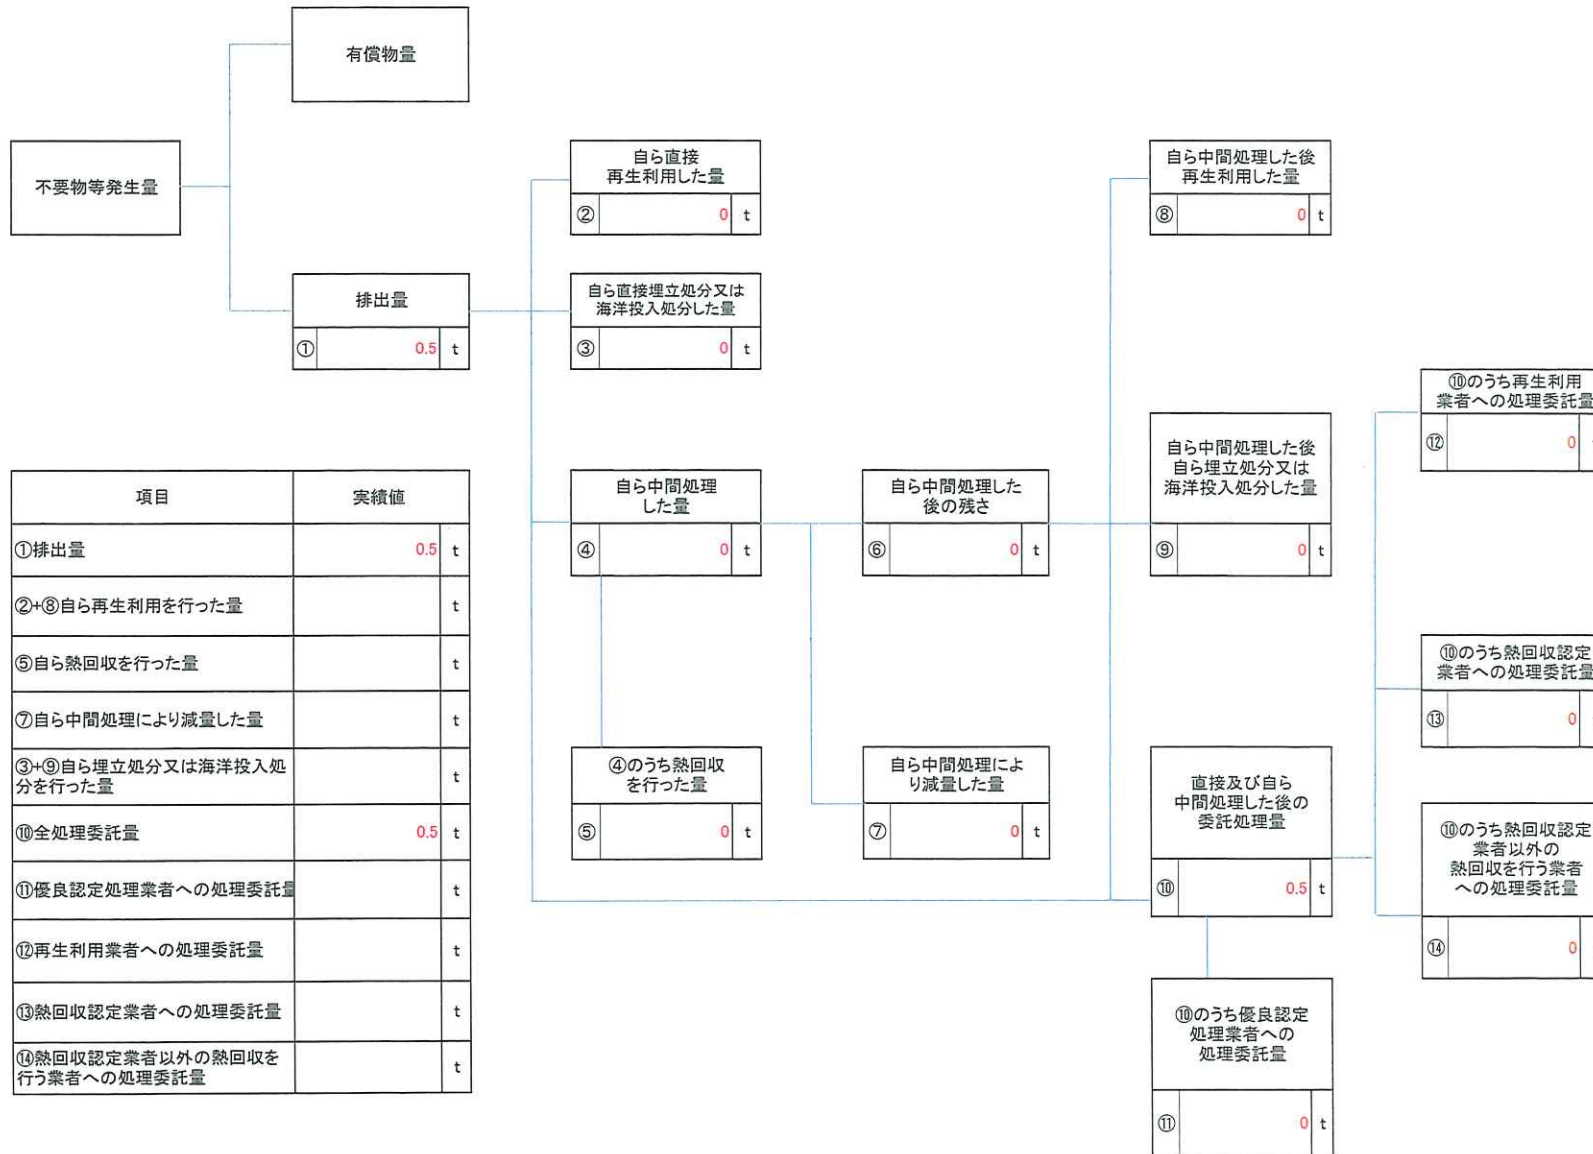 有償物量
不要物等発生量
排出量
① 0.5 t
自ら直接
再生利用した量
② 0 t
自ら直接埋立処分又は
海洋投入処分した量
③ 0 t
自ら中間処理
した量
④ 0 t
④のうち熱回収
を行った量
⑤ 0 t
自ら中間処理した
後の残さ
⑥ 0 t
自ら中間処理によ
り減量した量
⑦ 0 t
自ら中間処理した後
再生利用した量
⑧ 0 t
自ら中間処理した後
自ら埋立処分又は
海洋投入処分した量
⑨ 0 t
直接及び自ら
中間処理した後の
委託処理量
⑩ 0.5 t
⑩のうち優良認定
処理業者への
処理委託量
⑪ 0 t
⑩のうち再生利用
業者への処理委託量
⑫ 0
⑩のうち熱回収認定
業者への処理委託量
⑬ 0
⑩のうち熱回収認定
業者以外の
熱回収を行う業者
への処理委託量
⑭ 0
項目 実績値
①排出量 0.5 t
②+⑧自ら再生利用を行った量 t
⑤自ら熱回収を行った量 t
⑦自ら中間処理により減量した量 t
③+⑨自ら埋立処分又は海洋投入処
分を行った量 t
⑩全処理委託量 0.5 t
⑪優良認定処理業者への処理委託量 t
⑫再生利用業者への処理委託量 t
⑬熱回収認定業者への処理委託量 t
⑭熱回収認定業者以外の熱回収を
行う業者への処理委託量 t